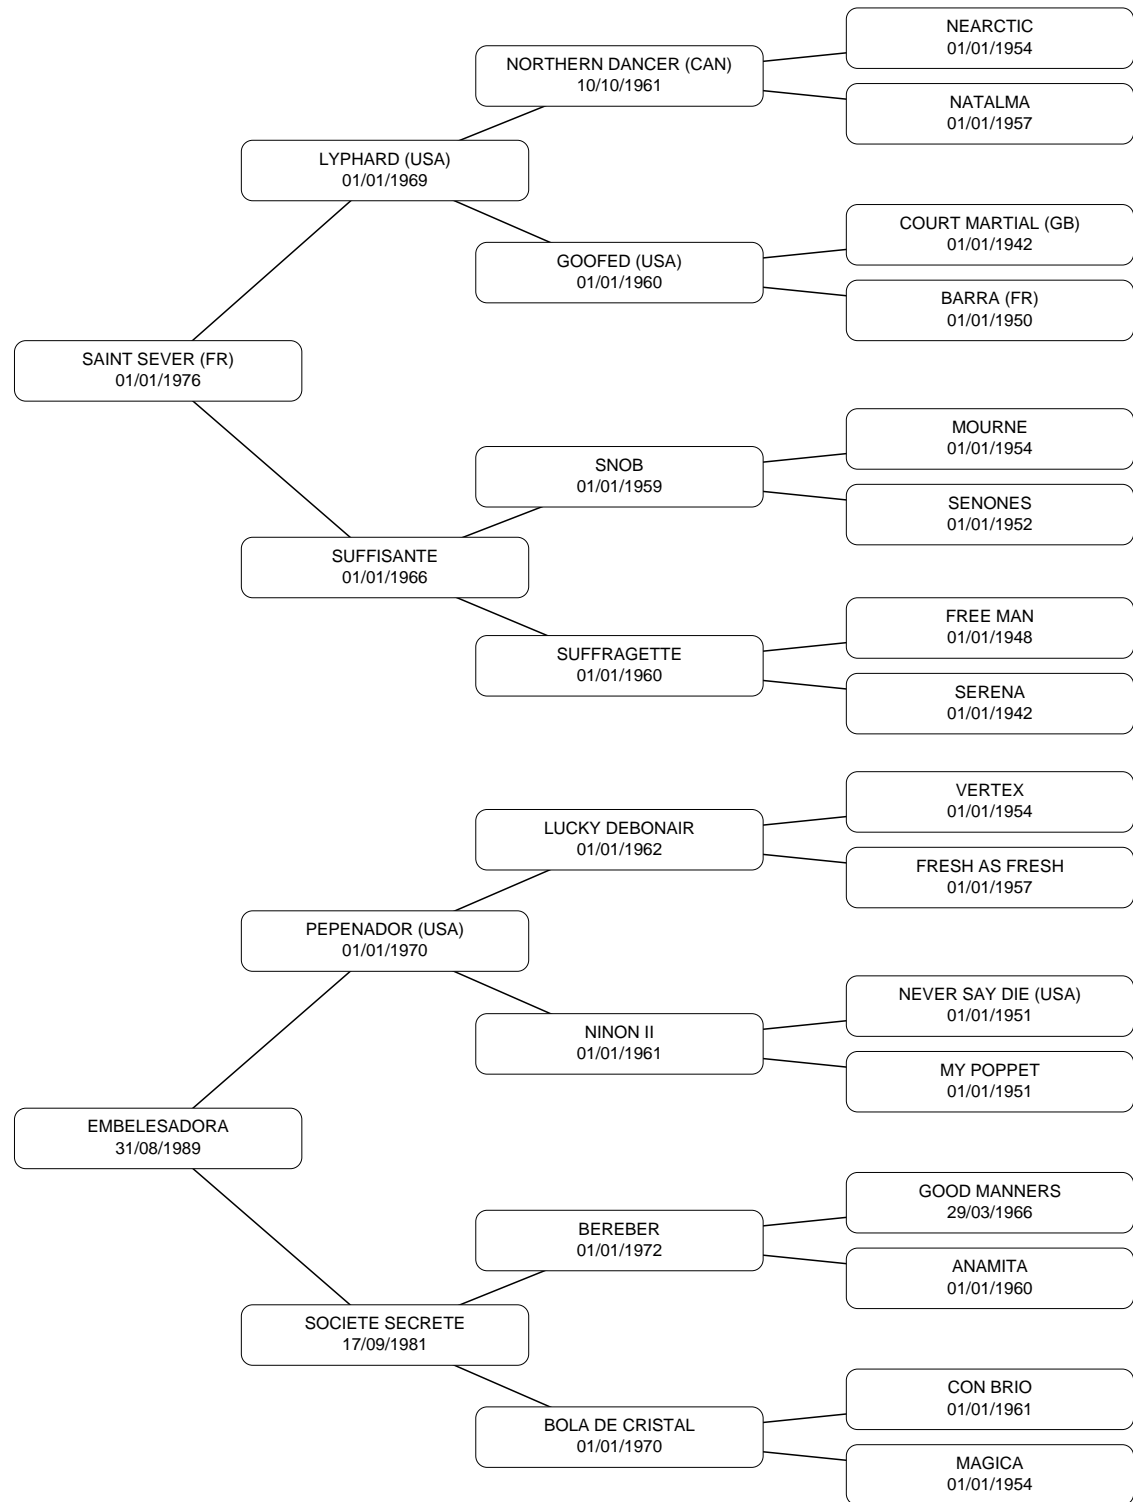 NEARCTIC
01/01/1954
NORTHERN DANCER (CAN)
10/10/1961
NATALMA
01/01/1957
LYPHARD (USA)
01/01/1969
COURT MARTIAL (GB)
01/01/1942
GOOFED (USA)
01/01/1960
BARRA (FR)
01/01/1950
SAINT SEVER (FR)
01/01/1976
MOURNE
01/01/1954
SNOB
01/01/1959
SENONES
01/01/1952
SUFFISANTE
01/01/1966
FREE MAN
01/01/1948
SUFFRAGETTE
01/01/1960
SERENA
01/01/1942
VERTEX
01/01/1954
LUCKY DEBONAIR
01/01/1962
FRESH AS FRESH
01/01/1957
PEPENADOR (USA)
01/01/1970
NEVER SAY DIE (USA)
01/01/1951
NINON II
01/01/1961
MY POPPET
01/01/1951
EMBELESADORA
31/08/1989
GOOD MANNERS
29/03/1966
BEREBER
01/01/1972
ANAMITA
01/01/1960
SOCIETE SECRETE
17/09/1981
CON BRIO
01/01/1961
BOLA DE CRISTAL
01/01/1970
MAGICA
01/01/1954